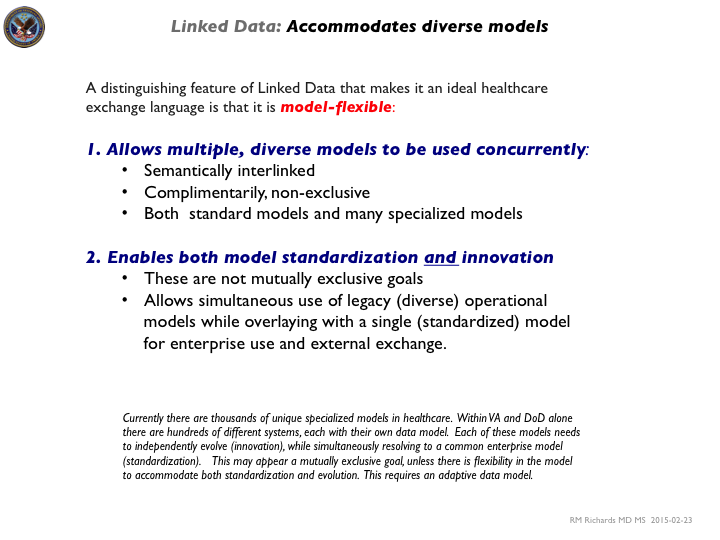 Linked Data: Accommodates diverse models
A distinguishing feature of Linked Data that makes it an ideal healthcare
exchange language is that it is model-flexible:
1. Allows multiple, diverse models to be used concurrently:
• Semantically interlinked
• Complimentarily, non-exclusive
• Both standard models and many specialized models
2. Enables both model standardization and innovation
• These are not mutually exclusive goals
• Allows simultaneous use of legacy (diverse) operational
models while overlaying with a single (standardized) model
for enterprise use and external exchange.
Currently there are thousands of unique specialized models in healthcare. Within VA and DoD alone
there are hundreds of different systems, each with their own data model. Each of these models needs
to independently evolve (innovation), while simultaneously resolving to a common enterprise model
(standardization). This may appear a mutually exclusive goal, unless there is flexibility in the model
to accommodate both standardization and evolution. This requires an adaptive data model.
RM Richards MD MS 2015-02-23